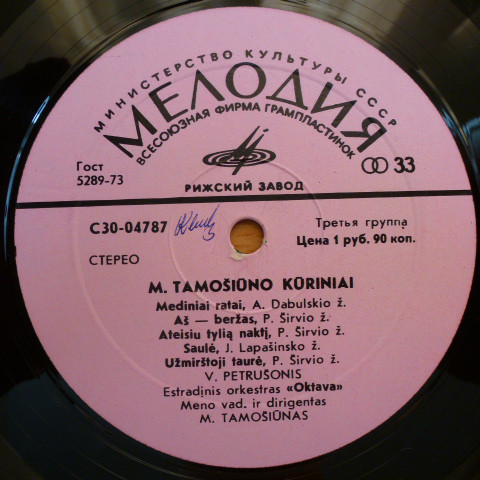 МИНИСТЕРСТВО КУЛЬТУРЫ СССР
МЕЛОДИЯ
ВСЕСОЮЗНАЯ ФИРМА ГРАМПЛАСТИНОК
Гост
5289-73
33
РИЖСКИЙ ЗАВОД
С30-04787
Третья группа
Цена 1 руб. 90 коп.
СТЕРЕО
M. TAMOŠIŪNO KŪRINIAI
Mediniai ratai, A. Dabulskio ž.
Aš — beržas, P. Širvio ž.
Ateisiu tylią naktį, P. Širvio ž.
Saulė, J. Lapašinsko ž.
Užmirštoji taurė, P. Širvio ž.
V. PETRUŠONIS
Estradinis orkestras «Oktava»
Meno vad. ir dirigentas
M. TAMOŠIŪNAS